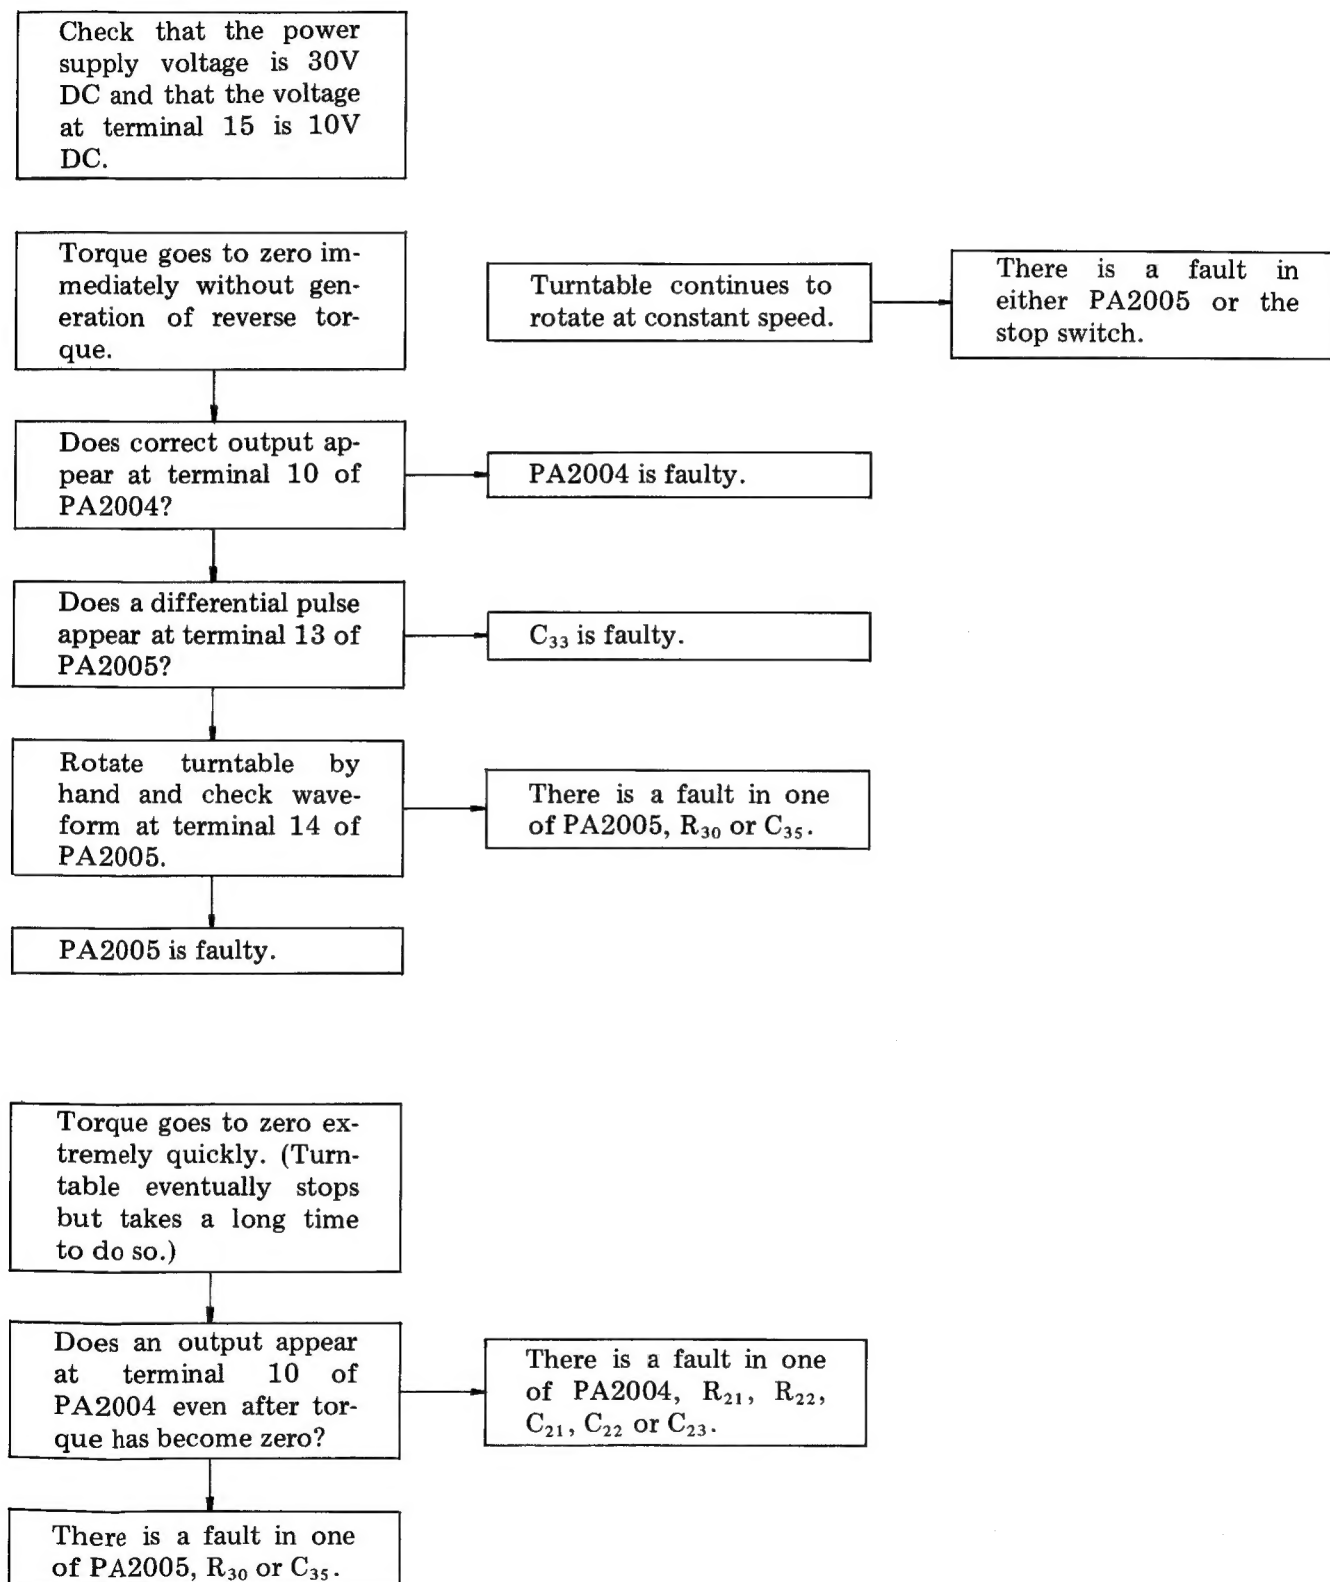 Check that the power
supply voltage is 30V
DC and that the voltage
at terminal 15 is 10V
DC.
Torque goes to zero im-
mediately without gen-
eration of reverse tor-
que.
Turntable continues to
rotate at constant speed.
There is a fault in
either PA2005 or the
stop switch.
Does correct output ap-
pear at terminal 10 of
PA2004?
PA2004 is faulty.
Does a differential pulse
appear at terminal 13 of
PA2005?
C₃₃ is faulty.
Rotate turntable by
hand and check wave-
form at terminal 14 of
PA2005.
There is a fault in one
of PA2005, R₃₀ or C₃₅.
PA2005 is faulty.
Torque goes to zero ex-
tremely quickly. (Turn-
table eventually stops
but takes a long time
to do so.)
Does an output appear
at terminal 10 of
PA2004 even after tor-
que has become zero?
There is a fault in one
of PA2004, R₂₁, R₂₂,
C₂₁, C₂₂ or C₂₃.
There is a fault in one
of PA2005, R₃₀ or C₃₅.